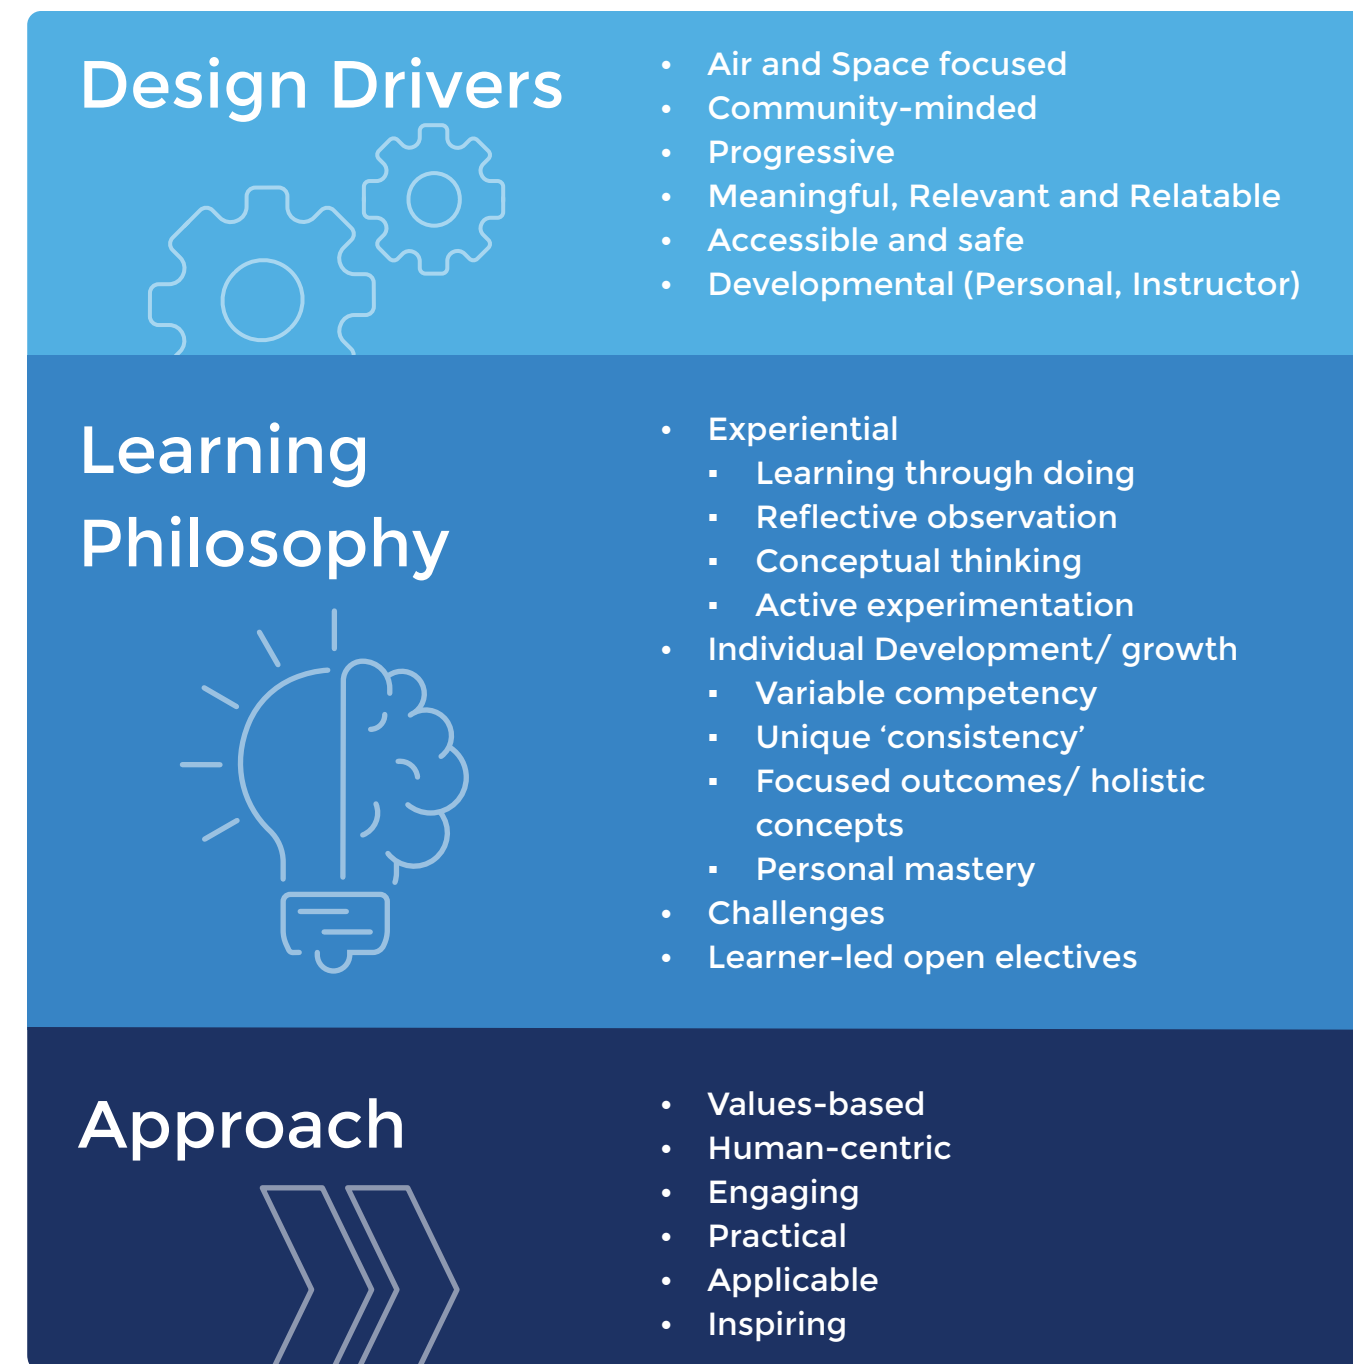 Design Drivers
• Air and Space focused
• Community-minded
• Progressive
• Meaningful, Relevant and Relatable
• Accessible and safe
• Developmental (Personal, Instructor)
Learning
Philosophy
• Experiential
▪ Learning through doing
▪ Reflective observation
▪ Conceptual thinking
▪ Active experimentation
• Individual Development/ growth
▪ Variable competency
▪ Unique ‘consistency’
▪ Focused outcomes/ holistic
concepts
▪ Personal mastery
• Challenges
• Learner-led open electives
Approach
• Values-based
• Human-centric
• Engaging
• Practical
• Applicable
• Inspiring